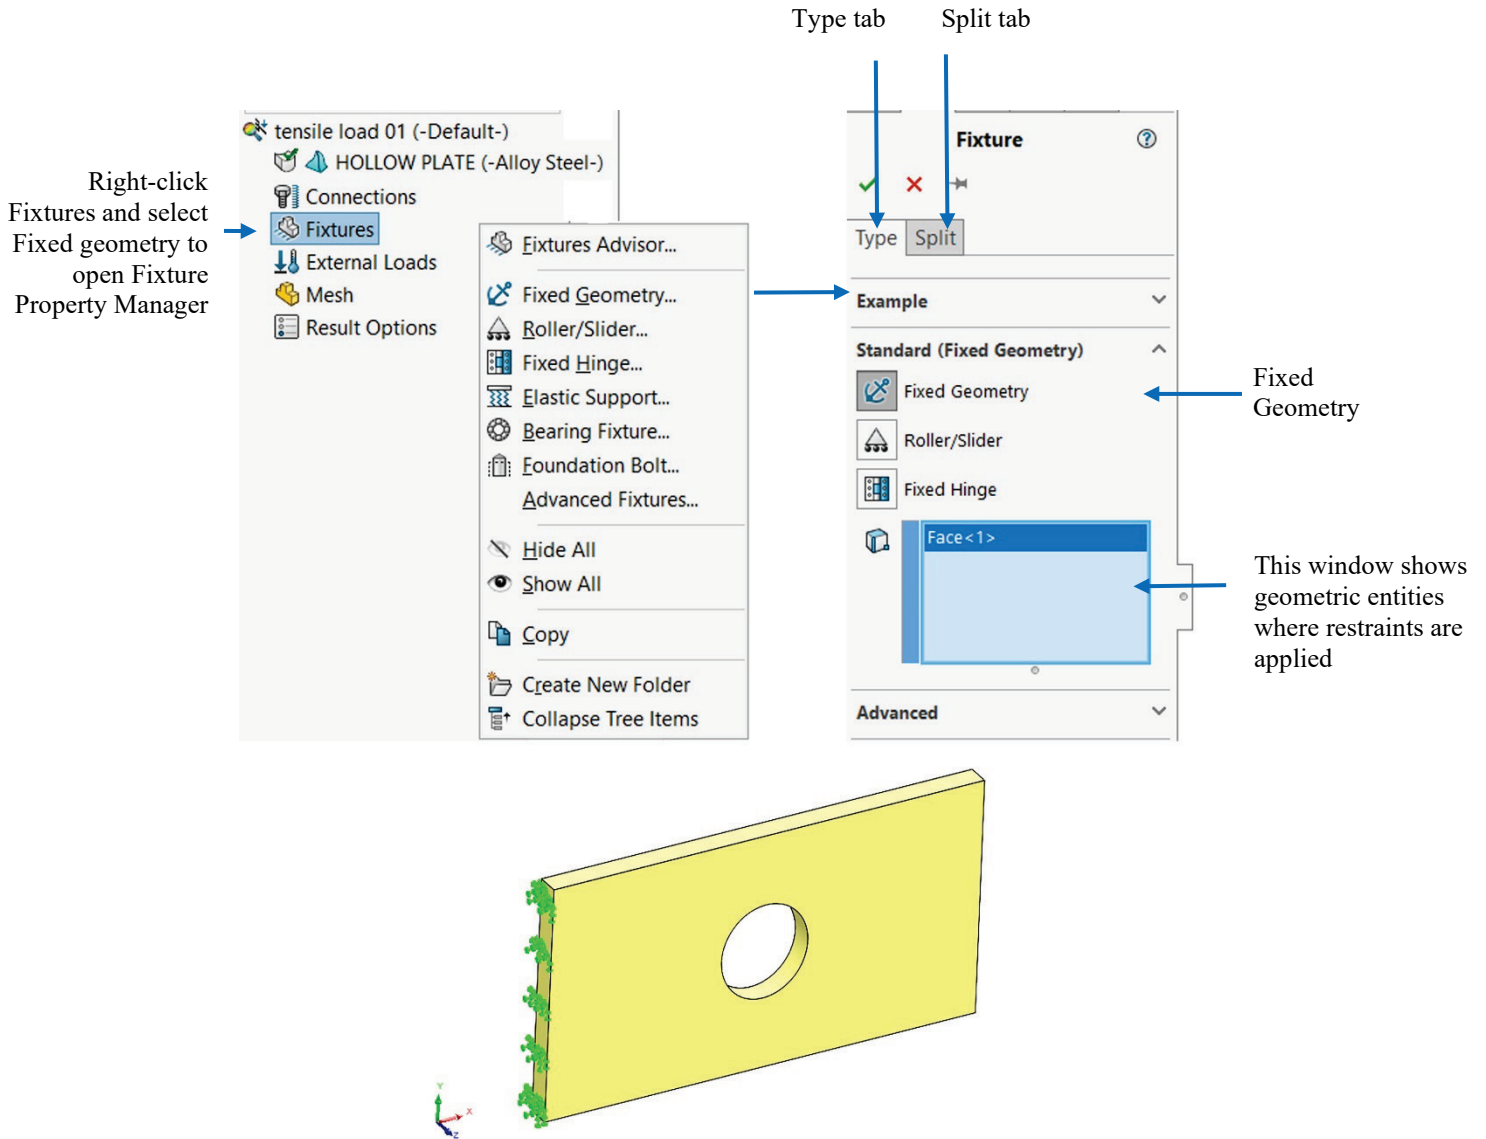 Type tab
Split tab
Right-click
Fixtures and select
Fixed geometry to
open Fixture
Property Manager
tensile load 01 (-Default-)
HOLLOW PLATE (-Alloy Steel-)
Connections
Fixtures
External Loads
Mesh
Result Options
Fixtures Advisor...
Fixed Geometry...
Roller/Slider...
Fixed Hinge...
Elastic Support...
Bearing Fixture...
Foundation Bolt...
Advanced Fixtures...
Hide All
Show All
Copy
Create New Folder
Collapse Tree Items
Fixture
?
Type
Split
Example
Standard (Fixed Geometry)
Fixed Geometry
Roller/Slider
Fixed Hinge
Face<1>
Advanced
Fixed
Geometry
This window shows
geometric entities
where restraints are
applied
Y
X
Z